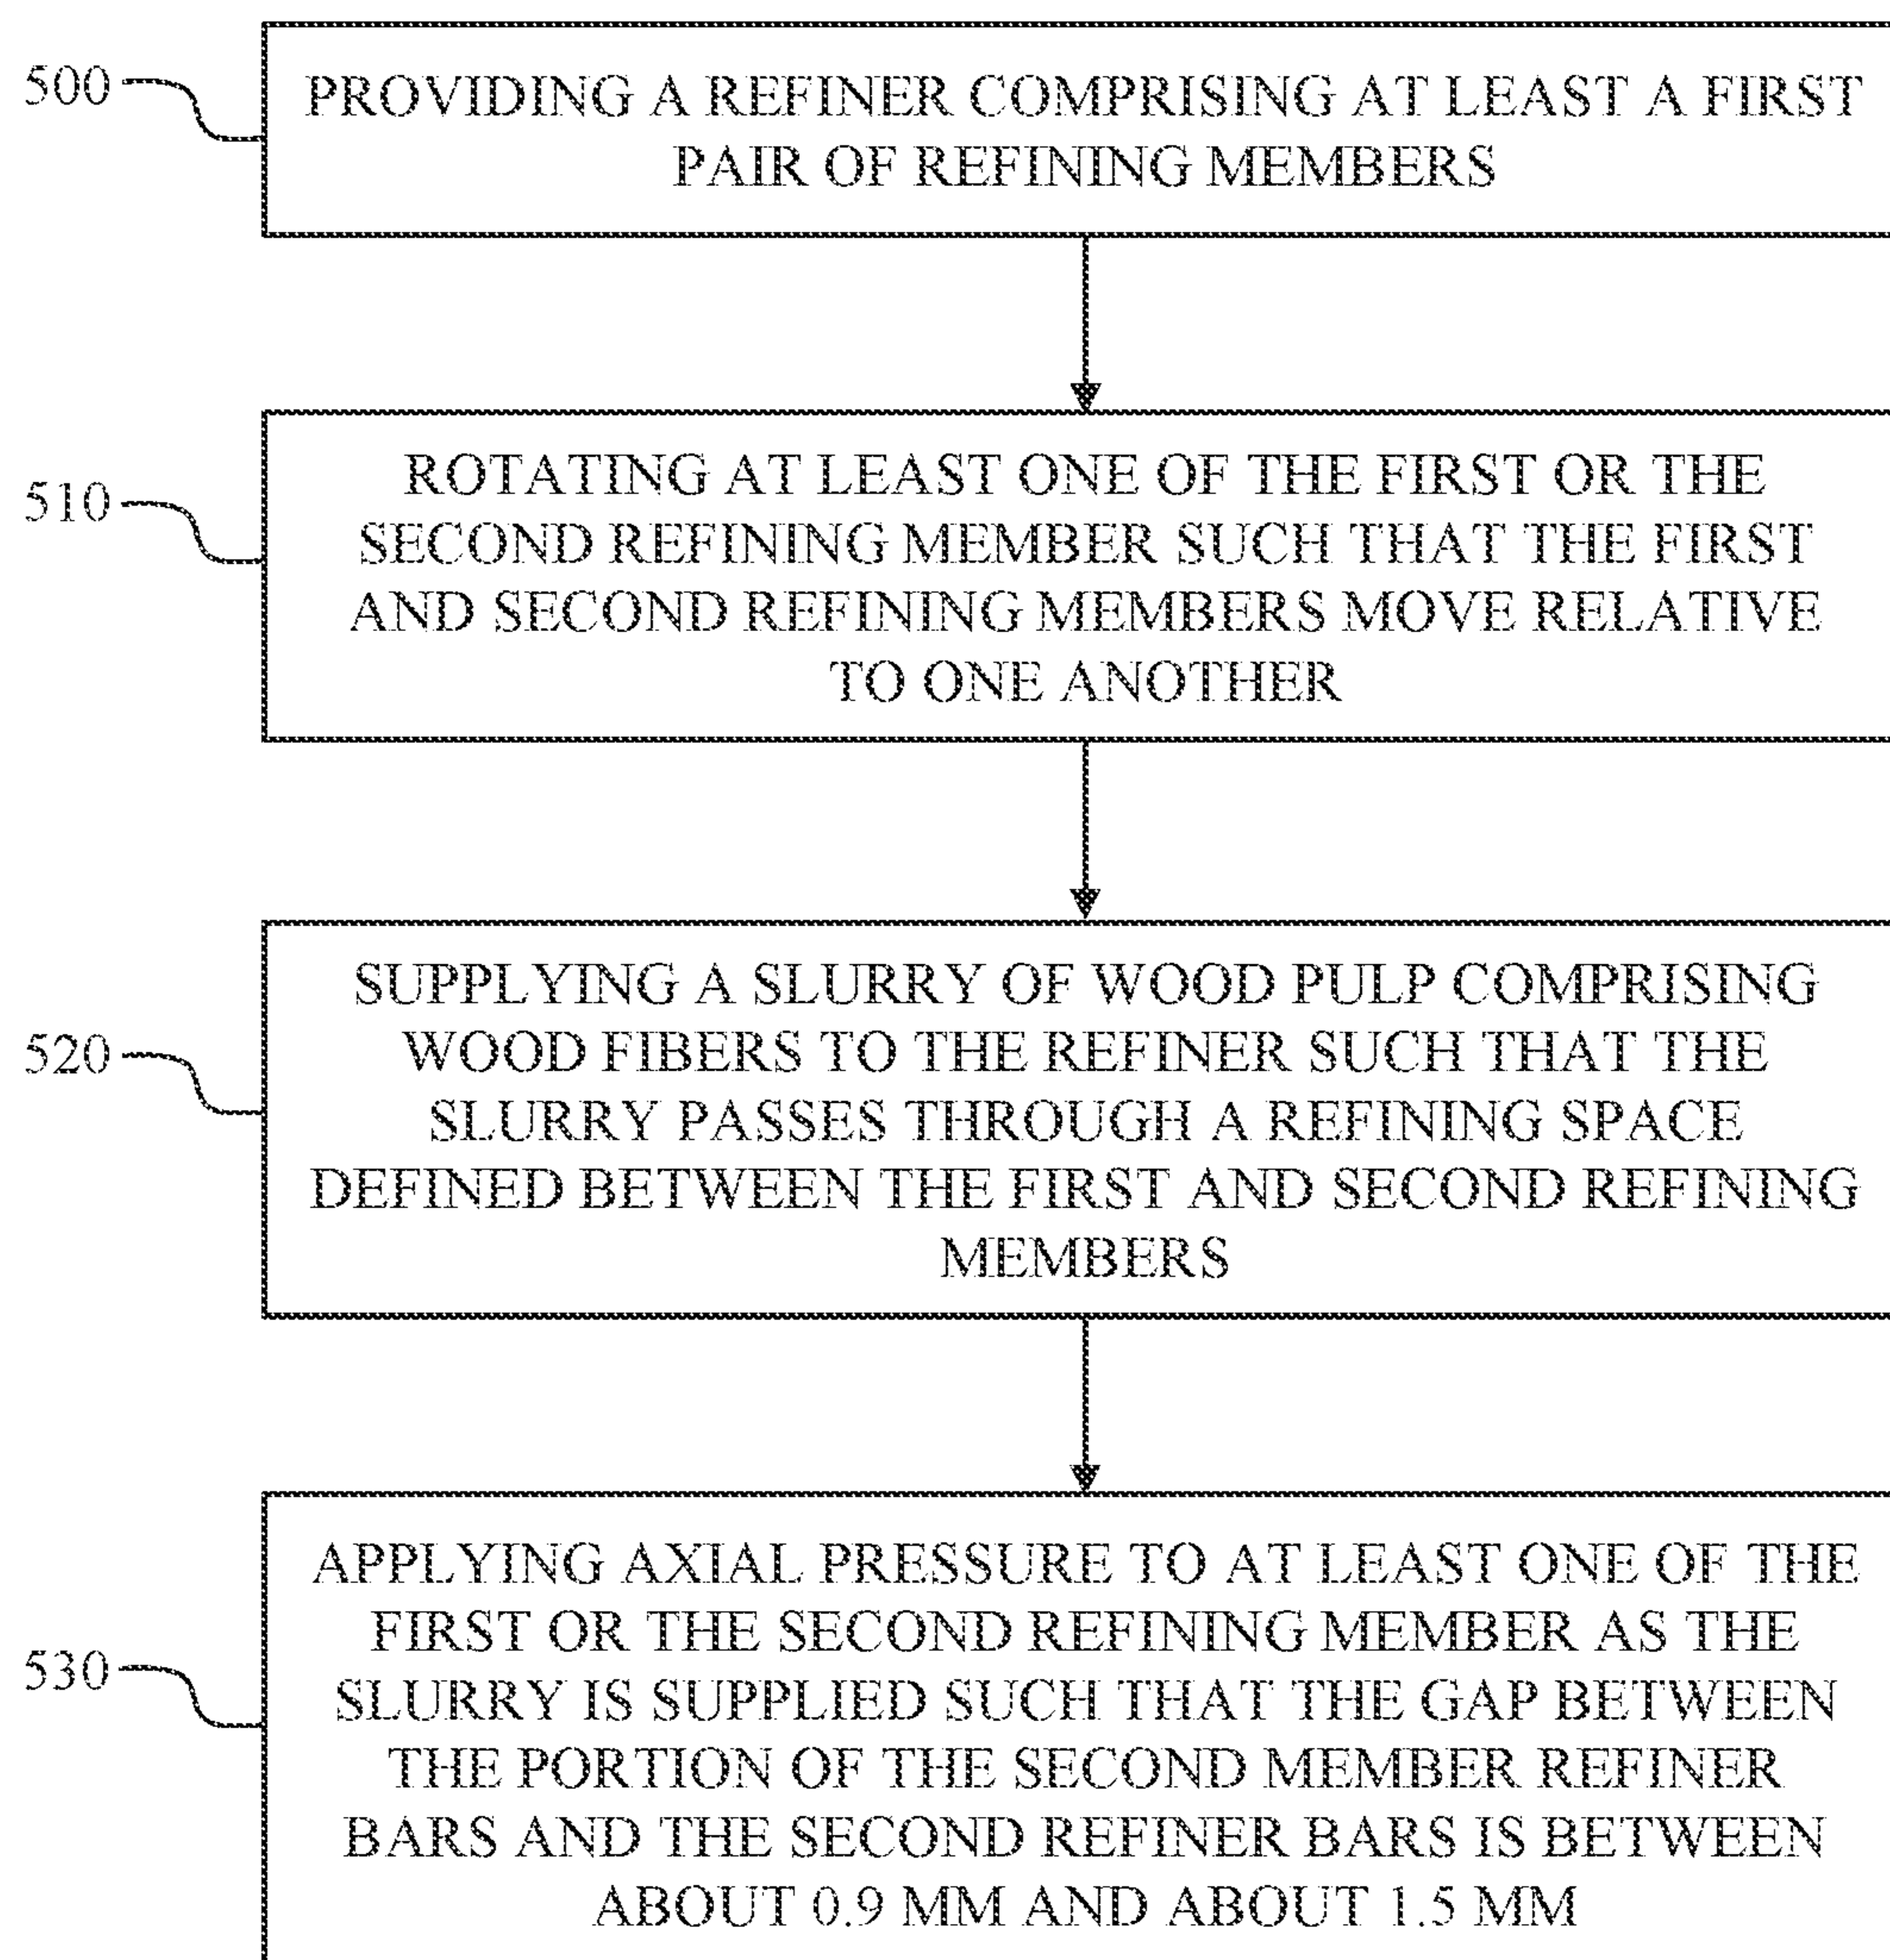 500
PROVIDING A REFINER COMPRISING AT LEAST A FIRST
PAIR OF REFINING MEMBERS
510
ROTATING AT LEAST ONE OF THE FIRST OR THE
SECOND REFINING MEMBER SUCH THAT THE FIRST
AND SECOND REFINING MEMBERS MOVE RELATIVE
TO ONE ANOTHER
520
SUPPLYING A SLURRY OF WOOD PULP COMPRISING
WOOD FIBERS TO THE REFINER SUCH THAT THE
SLURRY PASSES THROUGH A REFINING SPACE
DEFINED BETWEEN THE FIRST AND SECOND REFINING
MEMBERS
530
APPLYING AXIAL PRESSURE TO AT LEAST ONE OF THE
FIRST OR THE SECOND REFINING MEMBER AS THE
SLURRY IS SUPPLIED SUCH THAT THE GAP BETWEEN
THE PORTION OF THE SECOND MEMBER REFINER
BARS AND THE SECOND REFINER BARS IS BETWEEN
ABOUT 0.9 MM AND ABOUT 1.5 MM